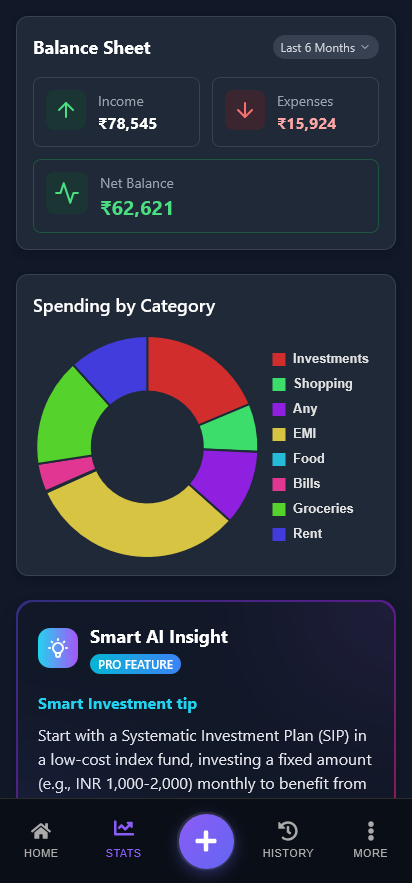 Balance Sheet
Last 6 Months
Income
₹78,545
Expenses
₹15,924
Net Balance
₹62,621
Spending by Category
Investments
Shopping
Any
EMI
Food
Bills
Groceries
Rent
Smart AI Insight
PRO FEATURE
Smart Investment tip
Start with a Systematic Investment Plan (SIP) in
a low-cost index fund, investing a fixed amount
(e.g., INR 1,000-2,000) monthly to benefit from
HOME
STATS
HISTORY
MORE